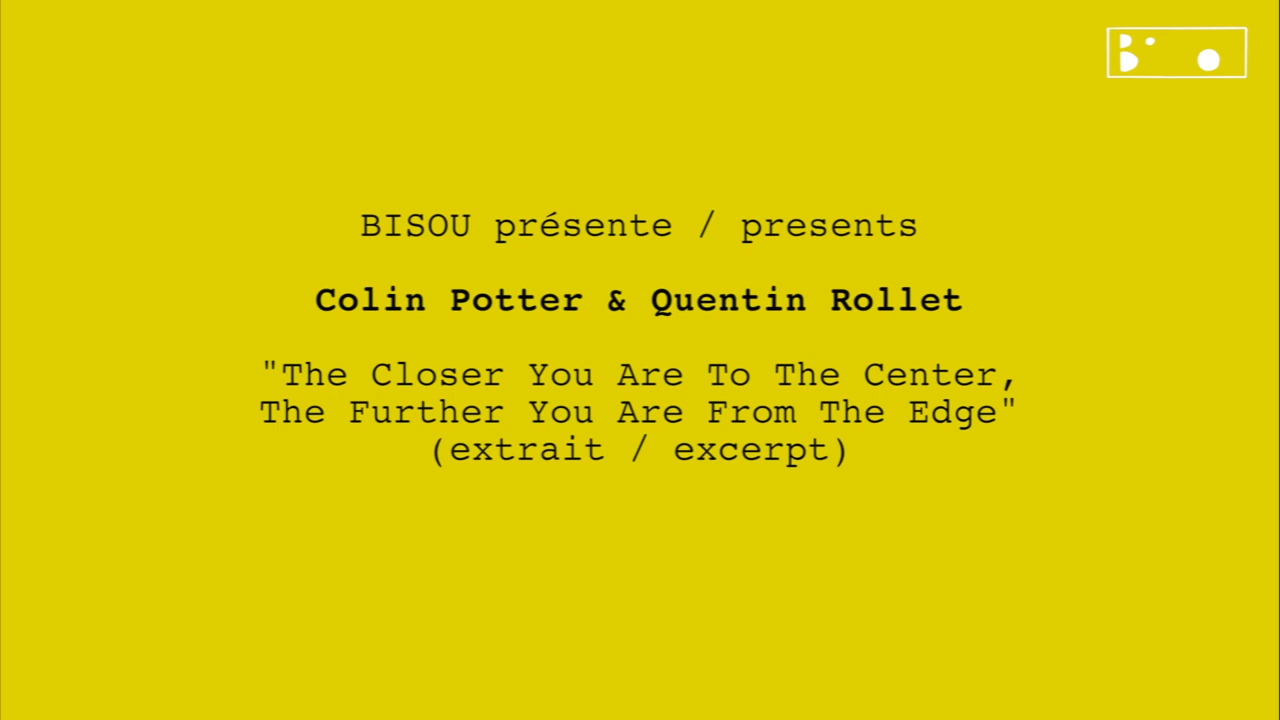 BISOU présente / presents
Colin Potter & Quentin Rollet
"The Closer You Are To The Center,
The Further You Are From The Edge"
(extrait / excerpt)